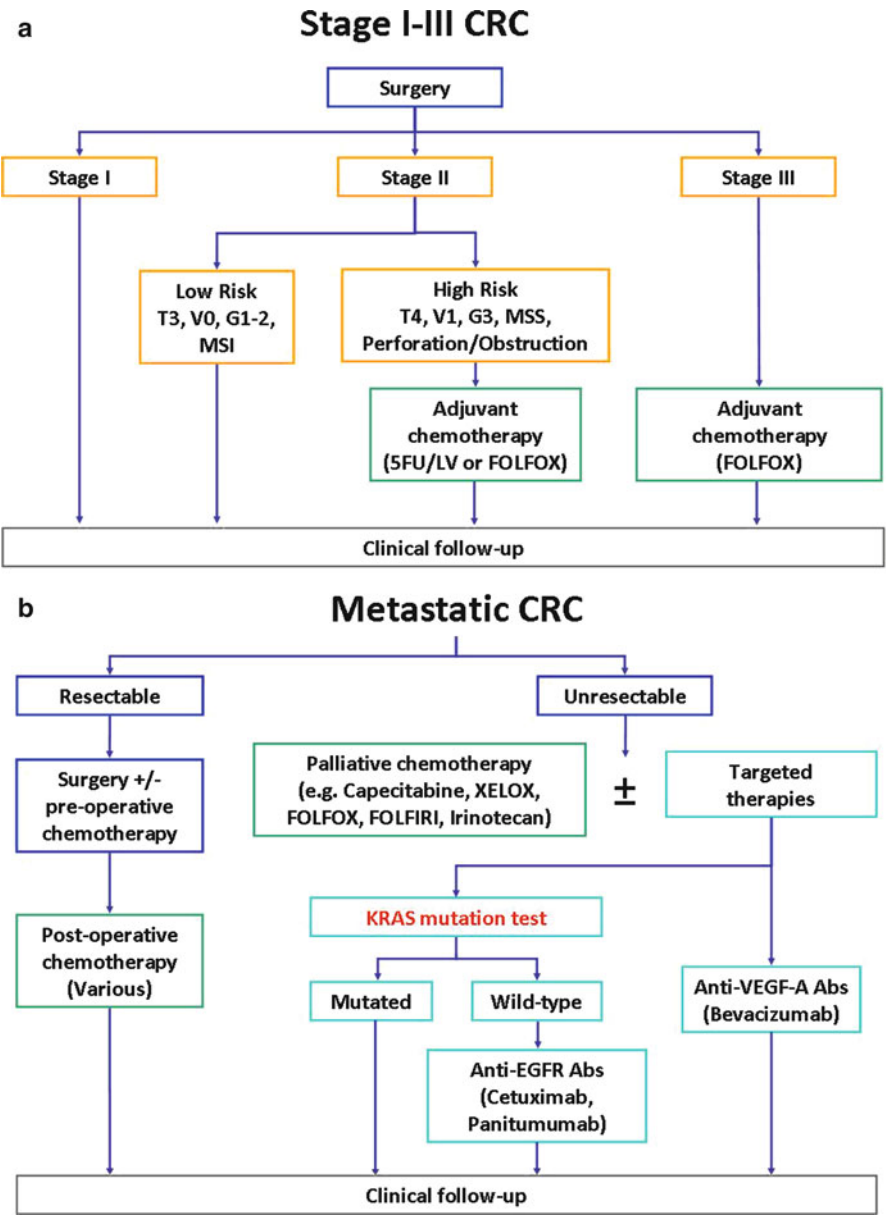 a
Stage I-III CRC
Surgery
Stage I
Stage II
Stage III
Low Risk
T3, V0, G1-2,
MSI
High Risk
T4, V1, G3, MSS,
Perforation/Obstruction
Adjuvant
chemotherapy
(5FU/LV or FOLFOX)
Adjuvant
chemotherapy
(FOLFOX)
Clinical follow-up
b
Metastatic CRC
Resectable
Unresectable
Surgery +/-
pre-operative
chemotherapy
Palliative chemotherapy
(e.g. Capecitabine, XELOX,
FOLFOX, FOLFIRI, Irinotecan)
±
Targeted
therapies
KRAS mutation test
Post-operative
chemotherapy
(Various)
Mutated
Wild-type
Anti-VEGF-A Abs
(Bevacizumab)
Anti-EGFR Abs
(Cetuximab,
Panitumumab)
Clinical follow-up